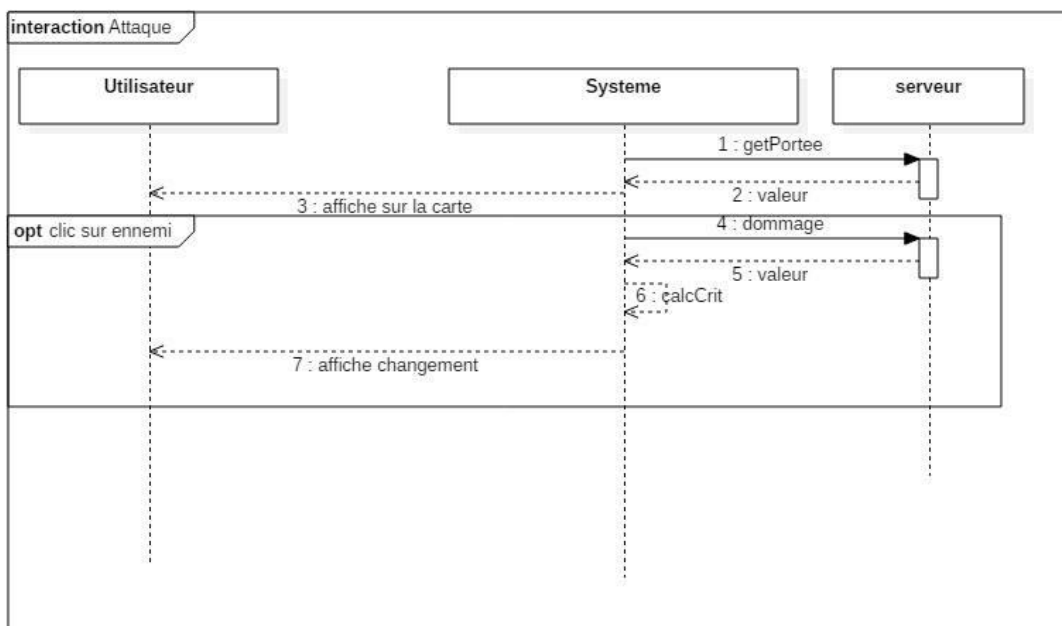 interaction Attaque
Utilisateur
Systeme
serveur
1 : getPortee
2 : valeur
3 : affiche sur la carte
opt clic sur ennemi
4 : dommage
5 : valeur
6 : calcCrit
7 : affiche changement